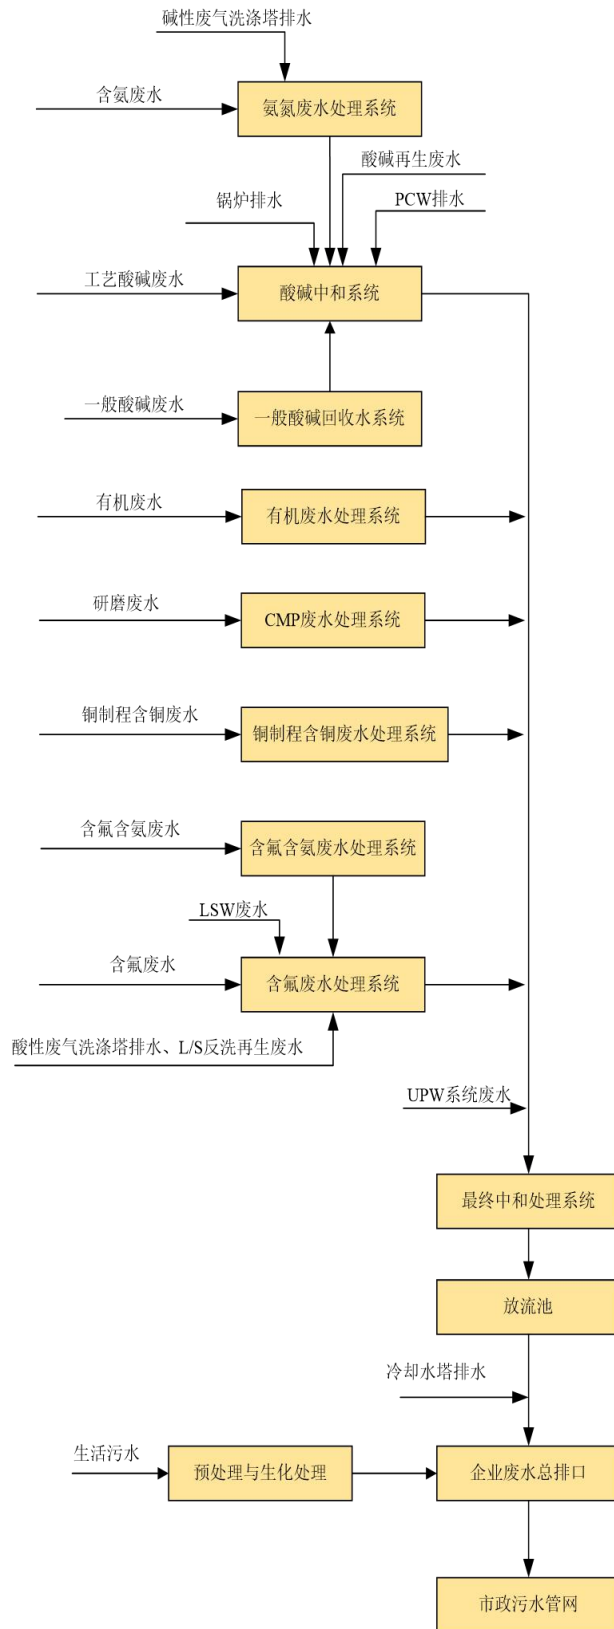 碱性废气洗涤塔排水
含氨废水
氨氮废水处理系统
酸碱再生废水
锅炉排水
PCW排水
工艺酸碱废水
酸碱中和系统
一般酸碱废水
一般酸碱回收水系统
有机废水
有机废水处理系统
研磨废水
CMP废水处理系统
铜制程含铜废水
铜制程含铜废水处理系统
含氟含氨废水
含氟含氨废水处理系统
LSW废水
含氟废水
含氟废水处理系统
酸性废气洗涤塔排水、L/S反洗再生废水
UPW系统废水
最终中和处理系统
放流池
冷却水塔排水
生活污水
预处理与生化处理
企业废水总排口
市政污水管网